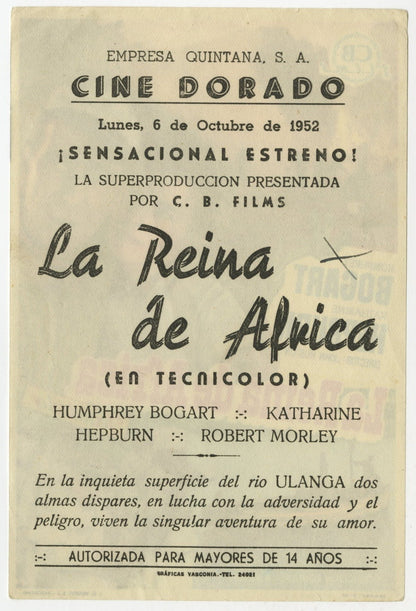 EMPRESA QUINTANA, S. A.
CINE DORADO
Lunes, 6 de Octubre de 1952
¡SENSACIONAL ESTRENO!
LA SUPERPRODUCCION PRESENTADA
POR C. B. FILMS
La Reina
de Africa
(EN TECNICOLOR)
HUMPHREY BOGART :-: KATHARINE
HEPBURN :-: ROBERT MORLEY
En la inquieta superficie del rio ULANGA dos
almas dispares, en lucha con la adversidad y el
peligro, viven la singular aventura de su amor.
:-: AUTORIZADA PARA MAYORES DE 14 AÑOS :-:
GRÁFICAS VASCONIA.-TEL. 24021